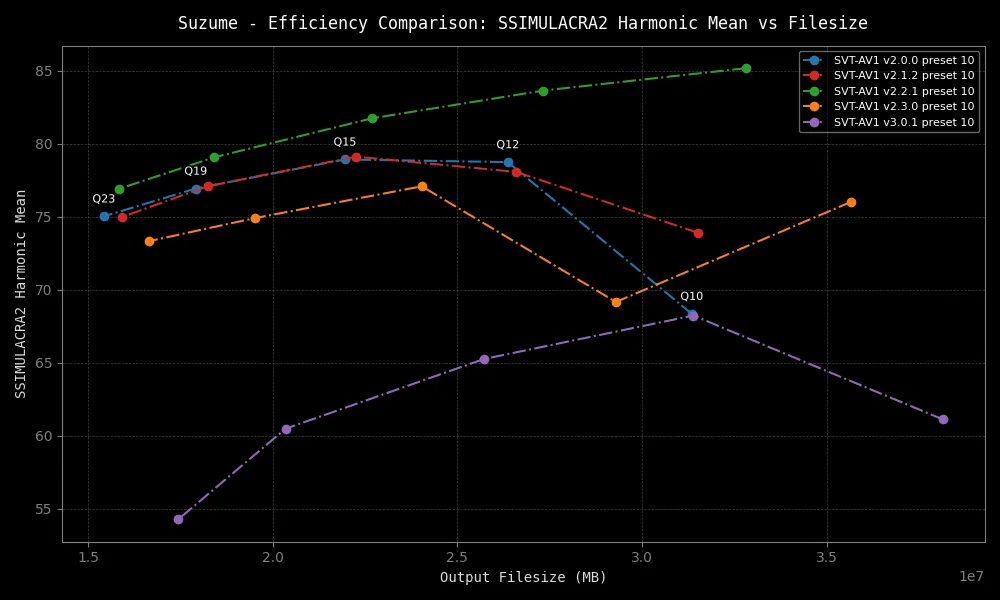 Suzume - Efficiency Comparison: SSIMULACRA2 Harmonic Mean vs Filesize
SVT-AV1 v2.0.0 preset 10
SVT-AV1 v2.1.2 preset 10
SVT-AV1 v2.2.1 preset 10
SVT-AV1 v2.3.0 preset 10
SVT-AV1 v3.0.1 preset 10
SSIMULACRA2 Harmonic Mean
85
80
75
70
65
60
55
Q23
Q19
Q15
Q12
Q10
1.5
2.0
2.5
3.0
3.5
1e7
Output Filesize (MB)